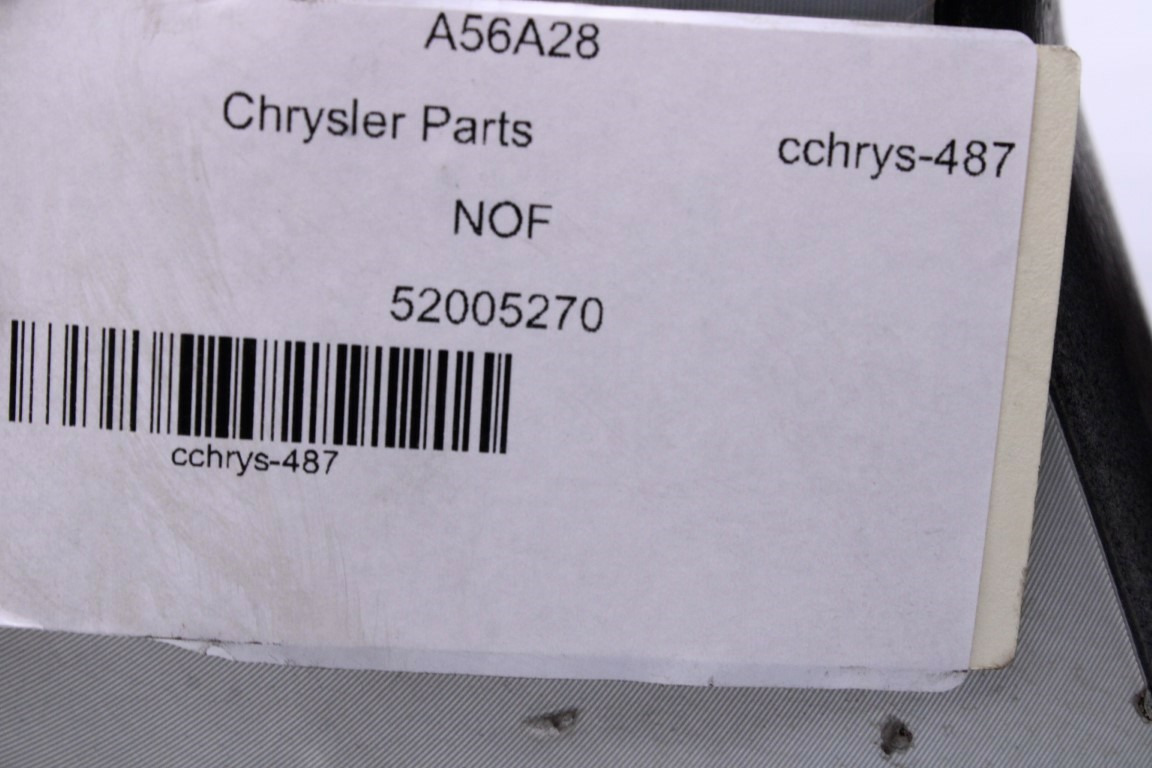 A56A28
Chrysler Parts
cchrys-487
NOF
52005270
cchrys-487